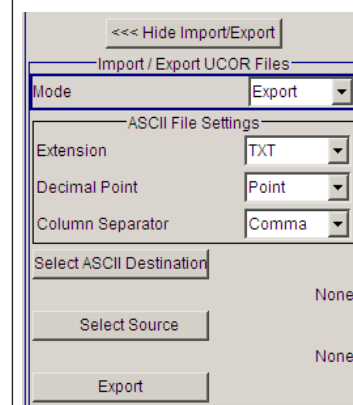 <<< Hide Import/Export
Import / Export UCOR Files
Mode Export
ASCII File Settings
Extension TXT
Decimal Point Point
Column Separator Comma
Select ASCII Destination
None
Select Source
None
Export